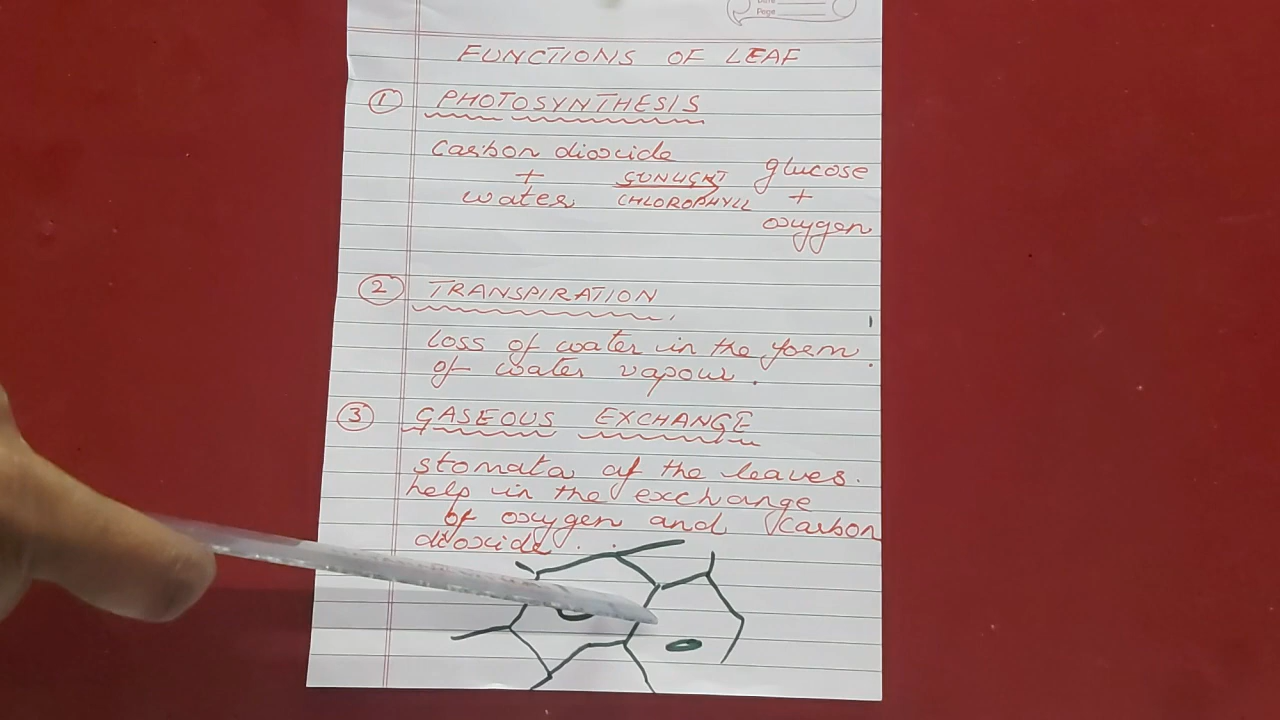 Page
FUNCTIONS OF LEAF
① PHOTOSYNTHESIS
Carbon dioxide
+
water
SUNLIGHT
CHLOROPHYLL
glucose
+
oxygen
② TRANSPIRATION
loss of water in the form
of water vapour.
③ GASEOUS EXCHANGE
stomata of the leaves.
help in the exchange
of oxygen and carbon
dioxide.